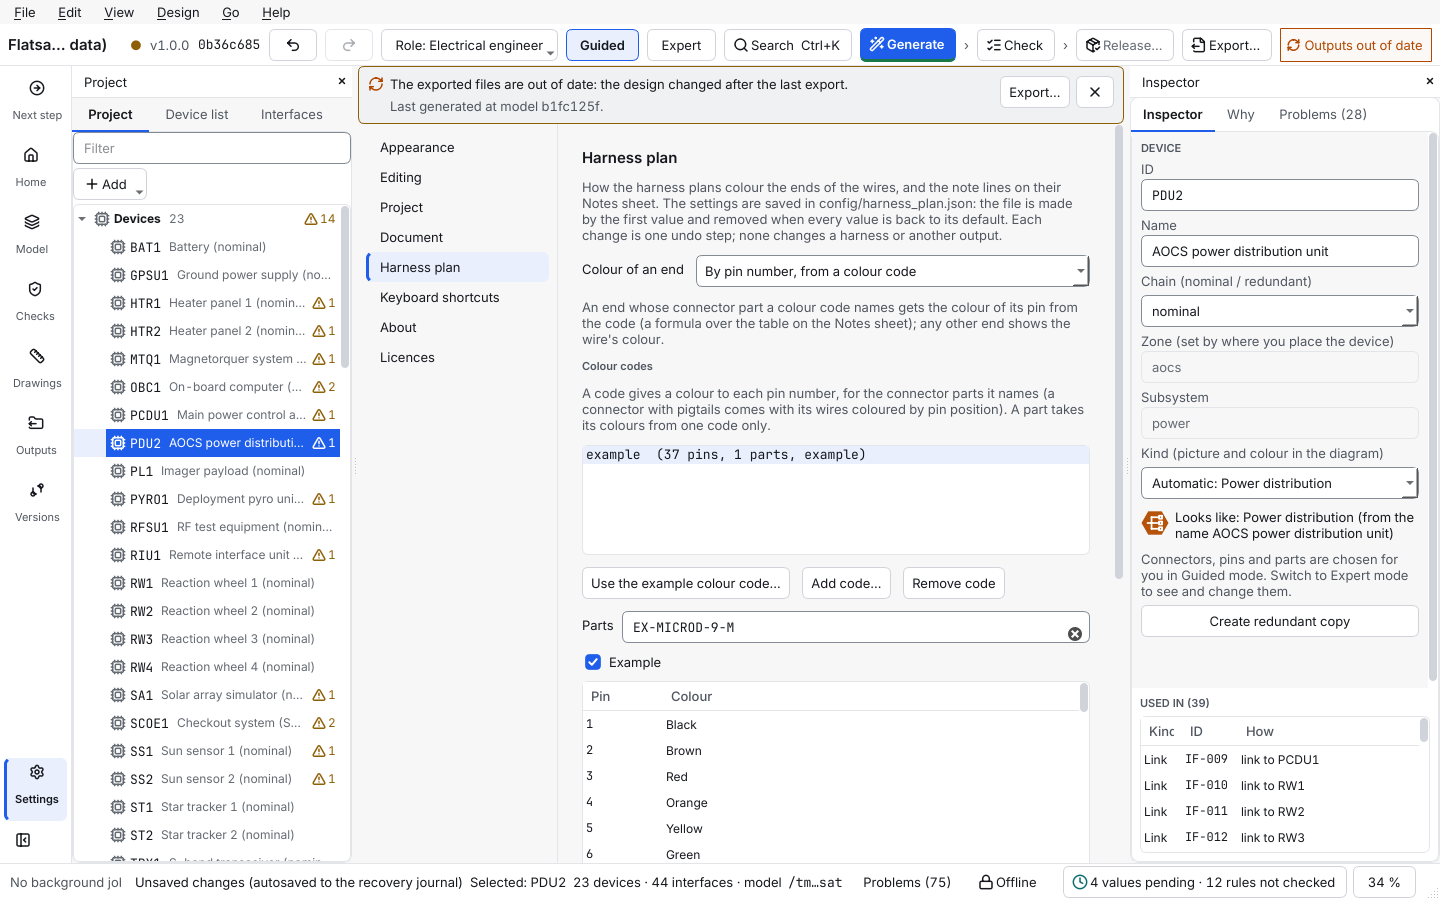 File Edit View Design Go Help
Flatsa... data) v1.0.0 0b36c685 Role: Electrical engineer Guided Expert Search Ctrl+K Generate › Check › Release... Export... Outputs out of date
Next step
Home
Model
Checks
Drawings
Outputs
Versions
Settings
Project
Project Device list Interfaces
Filter
Add
Devices 23 14
BAT1 Battery (nominal)
GPSU1 Ground power supply (no...
HTR1 Heater panel 1 (nomin... 1
HTR2 Heater panel 2 (nomin... 1
MTQ1 Magnetorquer system ... 1
OBC1 On-board computer (... 2
PCDU1 Main power control a... 1
PDU2 AOCS power distributi... 1
PL1 Imager payload (nominal)
PYRO1 Deployment pyro uni... 1
RFSU1 RF test equipment (nomin...
RIU1 Remote interface unit ... 1
RW1 Reaction wheel 1 (nominal)
RW2 Reaction wheel 2 (nominal)
RW3 Reaction wheel 3 (nominal)
RW4 Reaction wheel 4 (nominal)
SA1 Solar array simulator (n... 1
SCOE1 Checkout system (S... 2
SS1 Sun sensor 1 (nominal) 1
SS2 Sun sensor 2 (nominal) 1
ST1 Star tracker 1 (nominal)
ST2 Star tracker 2 (nominal)
The exported files are out of date: the design changed after the last export.
Last generated at model b1fc125f.
Export...
Appearance
Editing
Project
Document
Harness plan
Keyboard shortcuts
About
Licences
Harness plan
How the harness plans colour the ends of the wires, and the note lines on their
Notes sheet. The settings are saved in config/harness_plan.json: the file is made
by the first value and removed when every value is back to its default. Each
change is one undo step; none changes a harness or another output.
Colour of an end By pin number, from a colour code
An end whose connector part a colour code names gets the colour of its pin from
the code (a formula over the table on the Notes sheet); any other end shows the
wire's colour.
Colour codes
A code gives a colour to each pin number, for the connector parts it names (a
connector with pigtails comes with its wires coloured by pin position). A part takes
its colours from one code only.
example (37 pins, 1 parts, example)
Use the example colour code... Add code... Remove code
Parts EX-MICROD-9-M
Example
Pin Colour
1 Black
2 Brown
3 Red
4 Orange
5 Yellow
6 Green
Inspector
Inspector Why Problems (28)
DEVICE
ID
PDU2
Name
AOCS power distribution unit
Chain (nominal / redundant)
nominal
Zone (set by where you place the device)
aocs
Subsystem
power
Kind (picture and colour in the diagram)
Automatic: Power distribution
Looks like: Power distribution (from the
name AOCS power distribution unit)
Connectors, pins and parts are chosen for
you in Guided mode. Switch to Expert mode
to see and change them.
Create redundant copy
USED IN (39)
Kind ID How
Link IF-009 link to PCDU1
Link IF-010 link to RW1
Link IF-011 link to RW2
Link IF-012 link to RW3
No background jol Unsaved changes (autosaved to the recovery journal) Selected: PDU2 23 devices · 44 interfaces · model /tm…sat Problems (75) Offline 4 values pending · 12 rules not checked 34 %